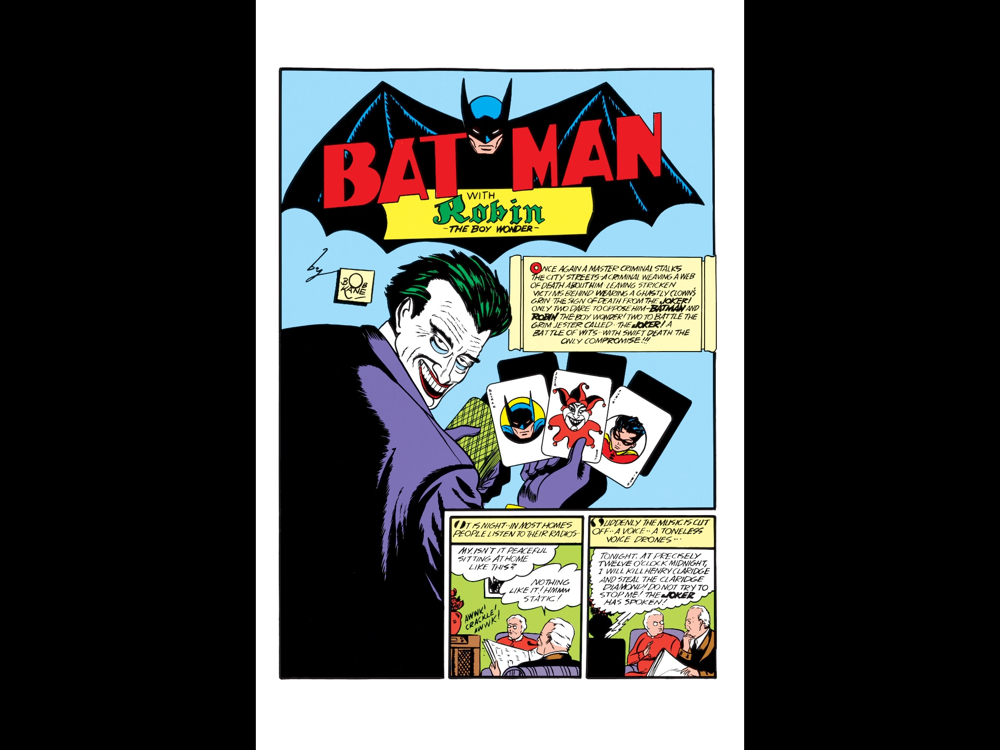 BATMAN
WITH
Robin
-THE BOY WONDER-
by
BOB
KANE
ONCE AGAIN A MASTER CRIMINAL STALKS
THE CITY STREETS--A CRIMINAL WEAVING A WEB
OF DEATH ABOUT HIM--LEAVING STRICKEN
VICTIMS BEHIND WEARING A GHASTLY CLOWN'S
GRIN--THE SIGN OF DEATH FROM THE JOKER!
ONLY TWO DARE TO OPPOSE HIM--BATMAN AND
ROBIN THE BOY WONDER! TWO TO BATTLE THE
GRIM JESTER CALLED--THE JOKER! A
BATTLE OF WITS--WITH SWIFT DEATH THE
ONLY COMPROMISE!!!
BATMAN
JOKER
JOKER
ROBIN
ROBIN
IT IS NIGHT--IN MOST HOMES
PEOPLE LISTEN TO THEIR RADIOS--
MY, ISN'T IT PEACEFUL
SITTING AT HOME
LIKE THIS?
NOTHING
LIKE IT! HMMM
STATIC!
AWWK!
CRACKLE!
AWWK!
SUDDENLY THE MUSIC IS CUT
OFF--A VOICE--A TONELESS
VOICE DRONES---
TONIGHT, AT PRECISELY
TWELVE O'CLOCK MIDNIGHT,
I WILL KILL HENRY CLARIDGE
AND STEAL THE CLARIDGE
DIAMOND! DO NOT TRY TO
STOP ME! THE JOKER
HAS SPOKEN!